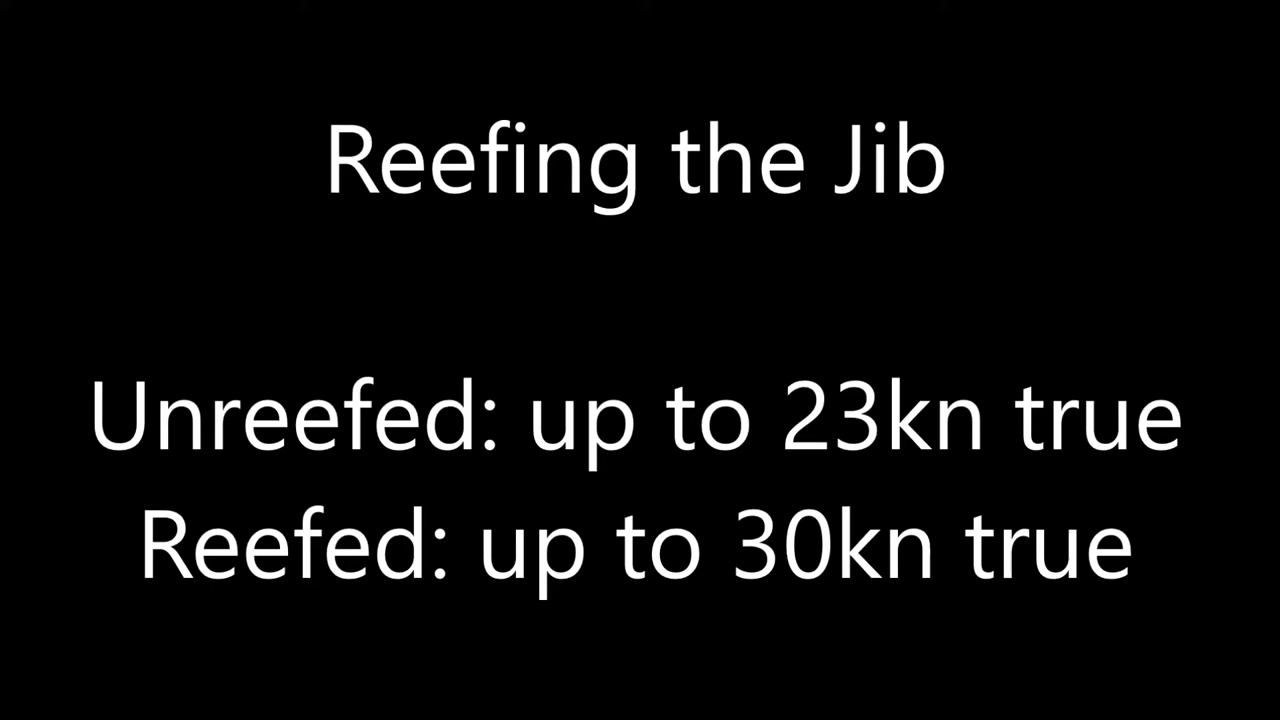 Reefing the Jib
Unreefed: up to 23kn true
Reefed: up to 30kn true